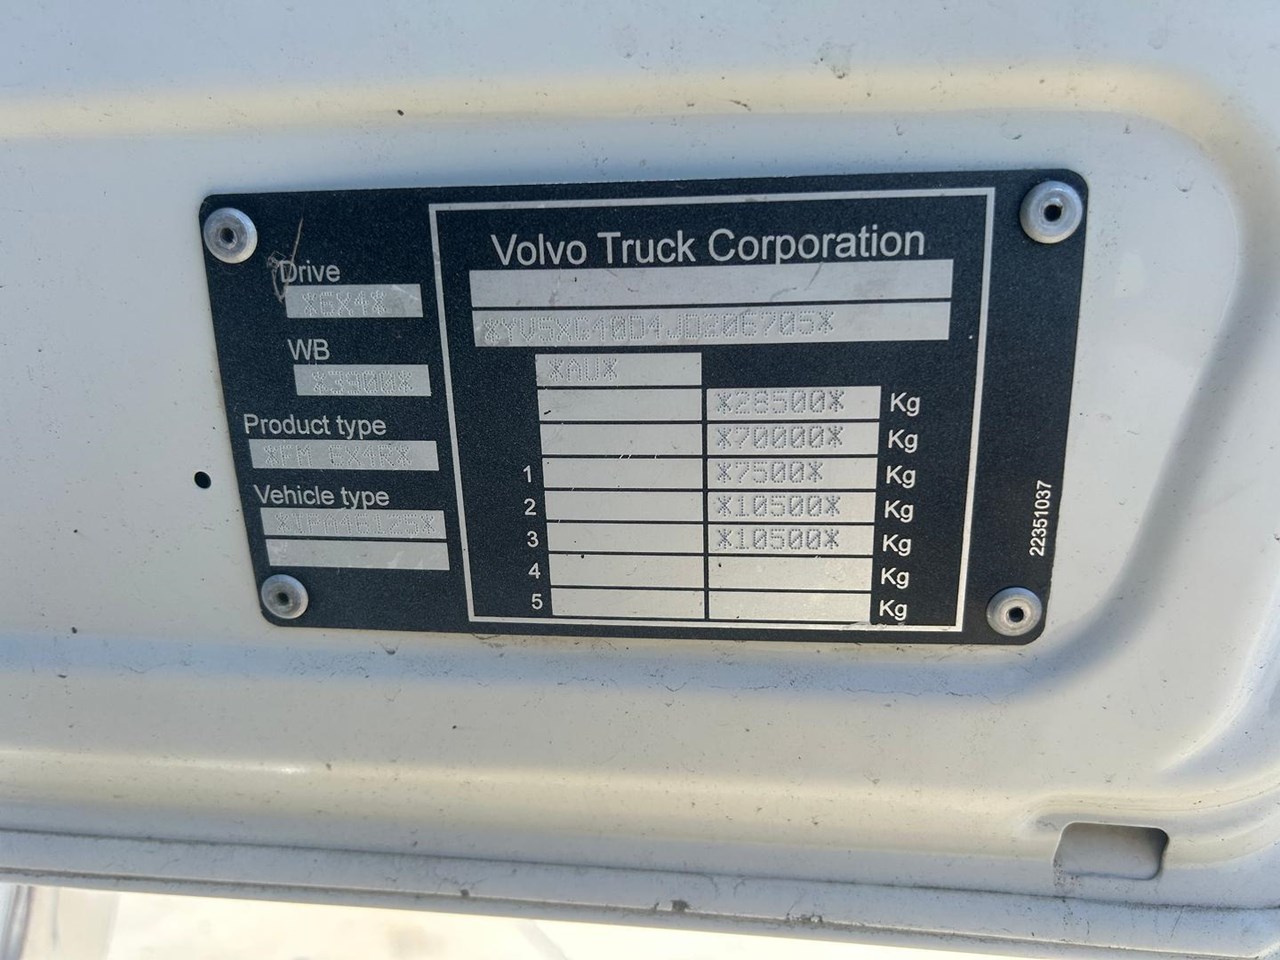 Volvo Truck Corporation
Drive
*6X4*
*YV5XG40D4JD206705*
WB
*3900*
*AU*
*28500* Kg
Product type
*70000* Kg
*FM 6X4R*
1 *7500* Kg
Vehicle type
2 *10500* Kg
3 *10500* Kg
4 Kg
5 Kg
22351037